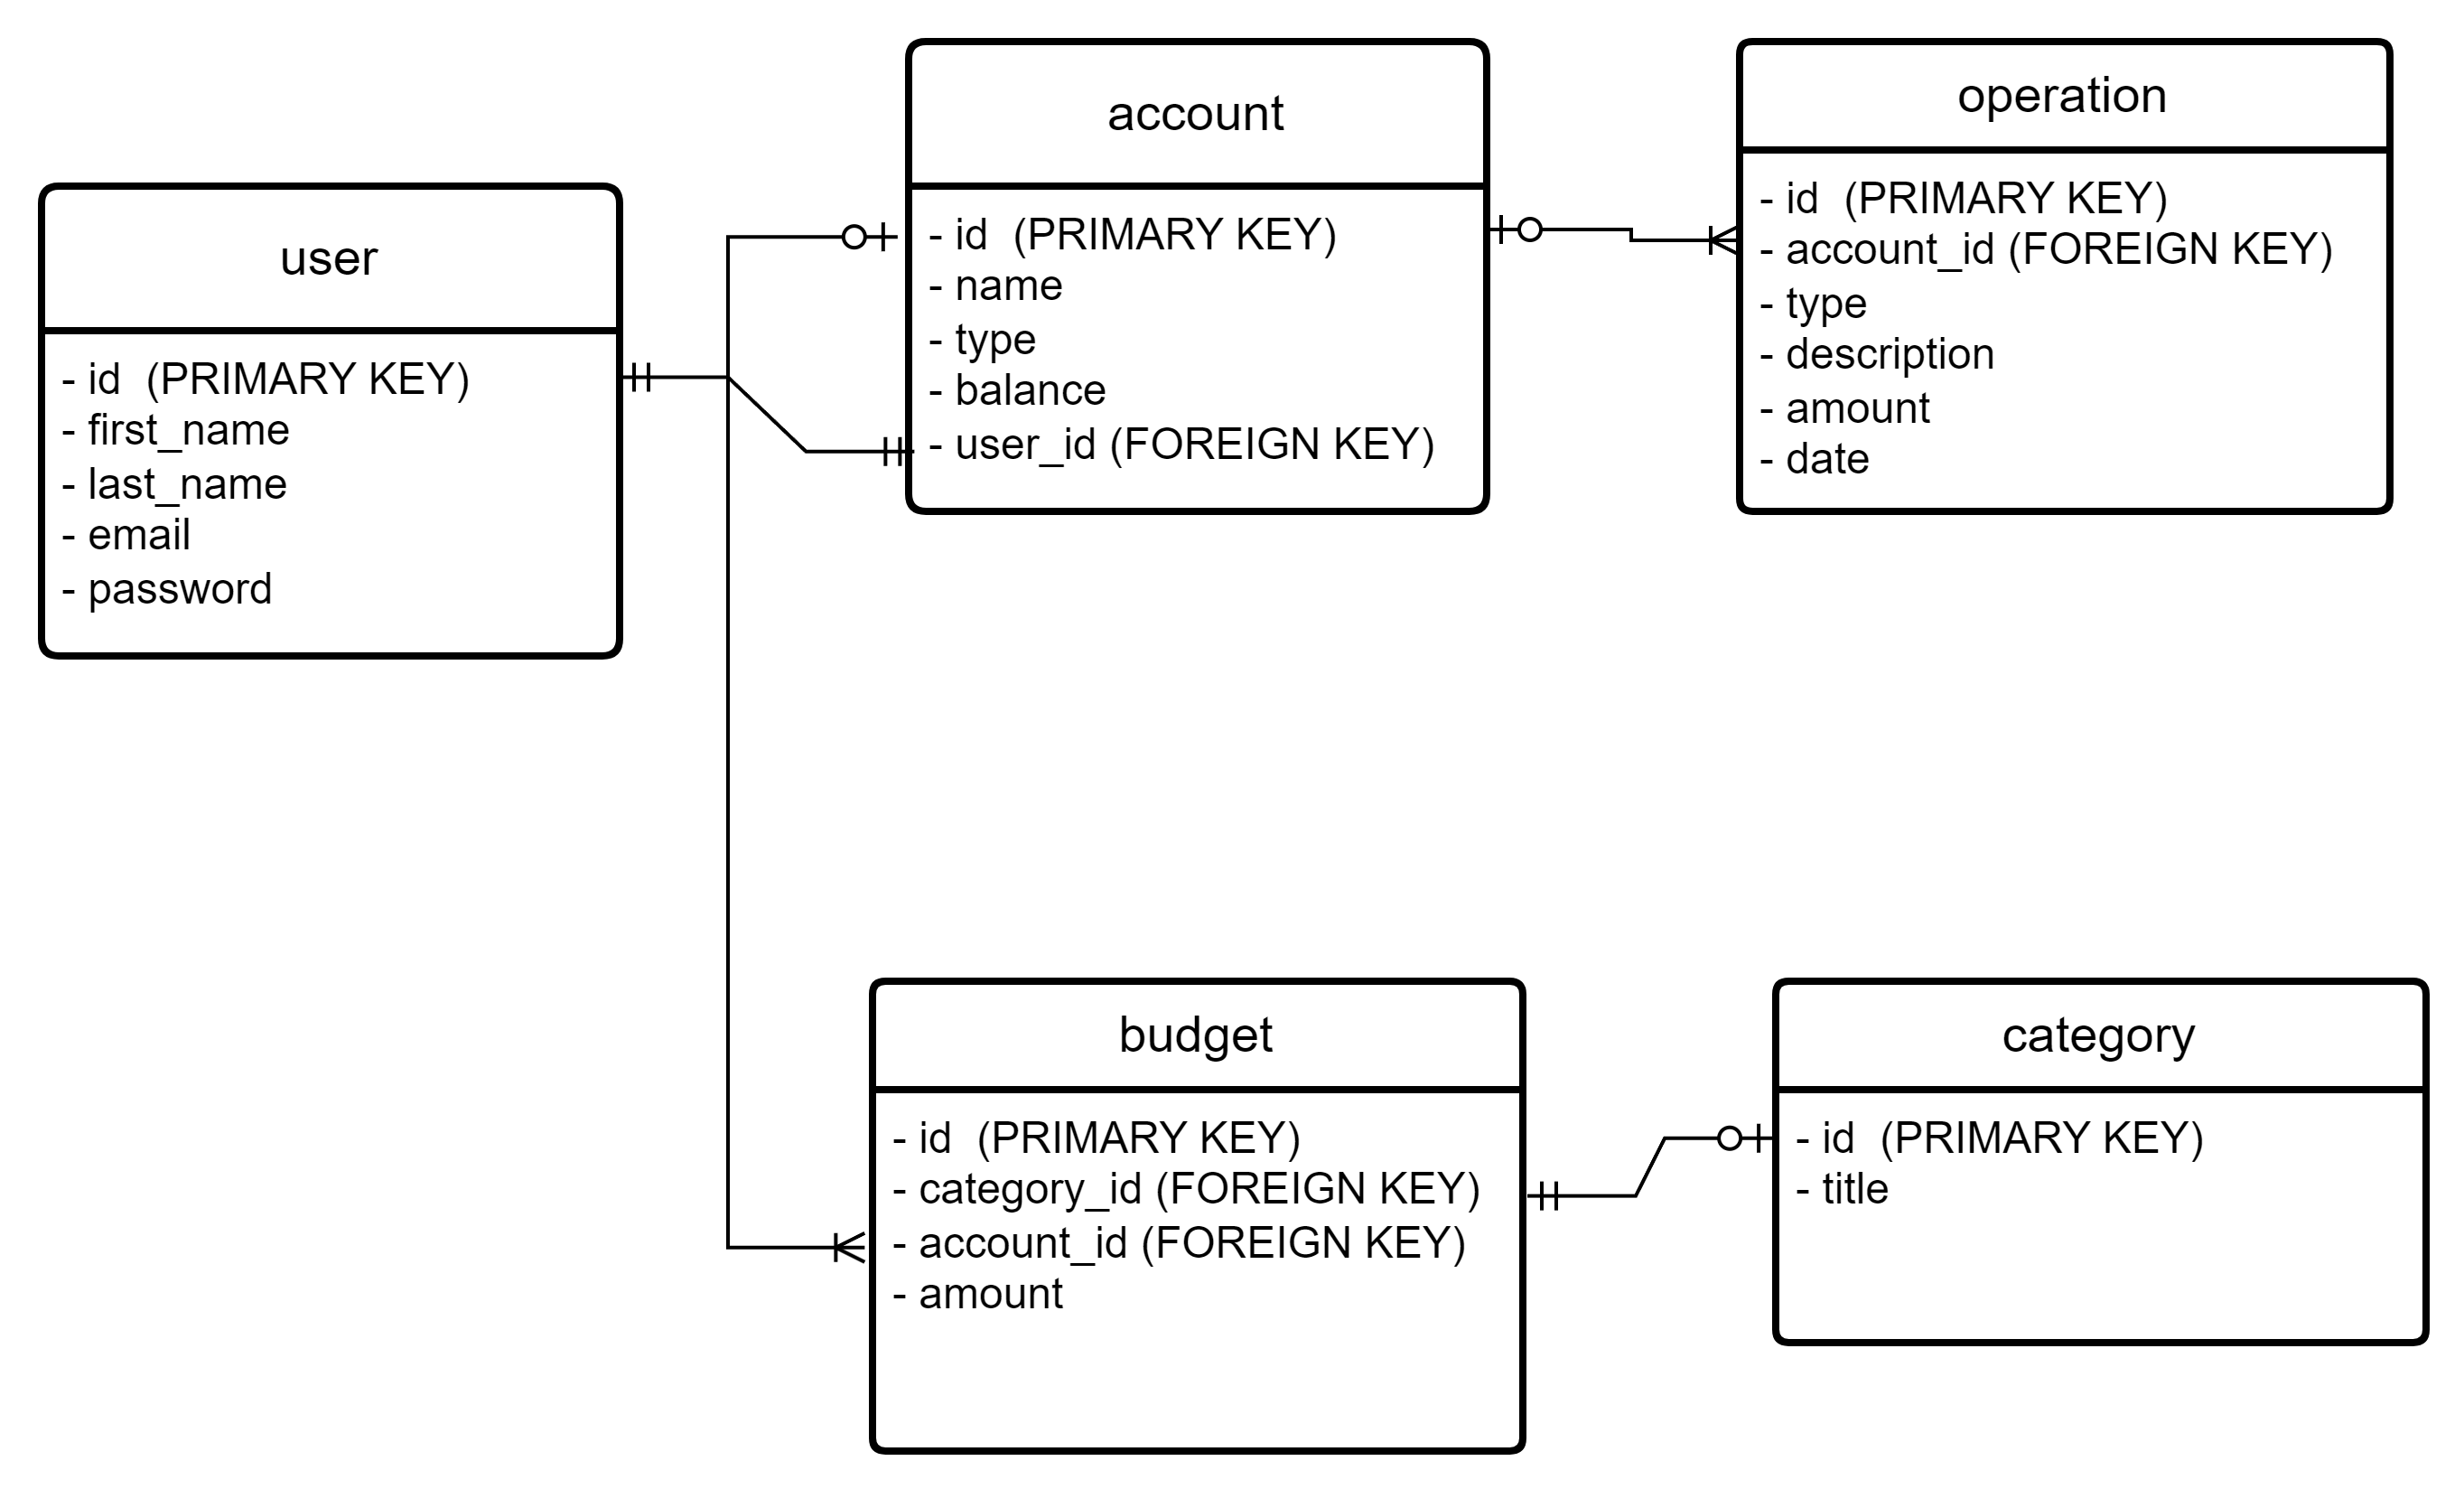 user
- id  (PRIMARY KEY)
- first_name
- last_name
- email
- password
account
- id  (PRIMARY KEY)
- name
- type
- balance
- user_id (FOREIGN KEY)
operation
- id  (PRIMARY KEY)
- account_id (FOREIGN KEY)
- type
- description
- amount
- date
budget
- id  (PRIMARY KEY)
- category_id (FOREIGN KEY)
- account_id (FOREIGN KEY)
- amount
category
- id  (PRIMARY KEY)
- title